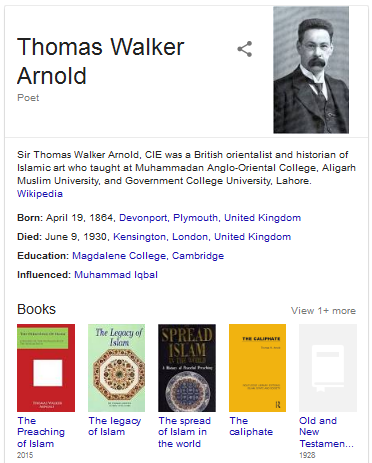 Thomas Walker
Arnold
Poet
Sir Thomas Walker Arnold, CIE was a British orientalist and historian of
Islamic art who taught at Muhammadan Anglo-Oriental College, Aligarh
Muslim University, and Government College University, Lahore.
Wikipedia
Born: April 19, 1864, Devonport, Plymouth, United Kingdom
Died: June 9, 1930, Kensington, London, United Kingdom
Education: Magdalene College, Cambridge
Influenced: Muhammad Iqbal
Books
View 1+ more
The Legacy of
Islam
SPREAD
ISLAM
IN THE WORLD
A History of Peaceful Preaching
THE CALIPHATE
The
Preaching
of Islam
2015
The legacy
of Islam
The spread
of Islam in
the world
The
caliphate
Old and
New
Testamen...
1928